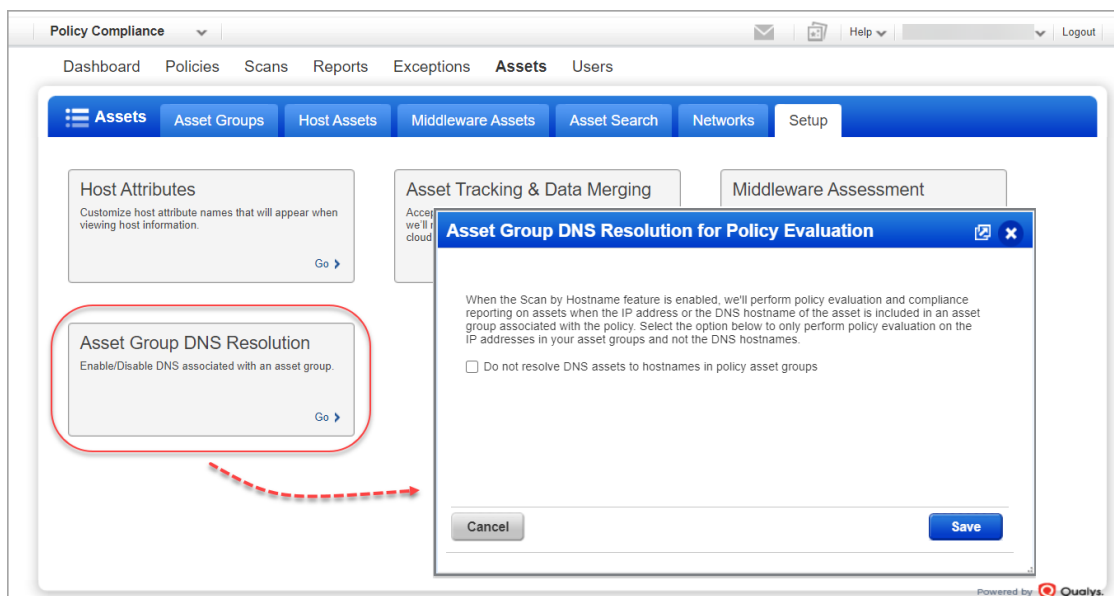 Policy Compliance
Help
Logout
Dashboard Policies Scans Reports Exceptions Assets Users
Assets Asset Groups Host Assets Middleware Assets Asset Search Networks Setup
Host Attributes
Customize host attribute names that will appear when
viewing host information.
Go
Asset Tracking & Data Merging
Middleware Assessment
Asset Group DNS Resolution
Enable/Disable DNS associated with an asset group.
Go
Asset Group DNS Resolution for Policy Evaluation
When the Scan by Hostname feature is enabled, we'll perform policy evaluation and compliance
reporting on assets when the IP address or the DNS hostname of the asset is included in an asset
group associated with the policy. Select the option below to only perform policy evaluation on the
IP addresses in your asset groups and not the DNS hostnames.
Do not resolve DNS assets to hostnames in policy asset groups
Cancel
Save
Powered by Qualys.